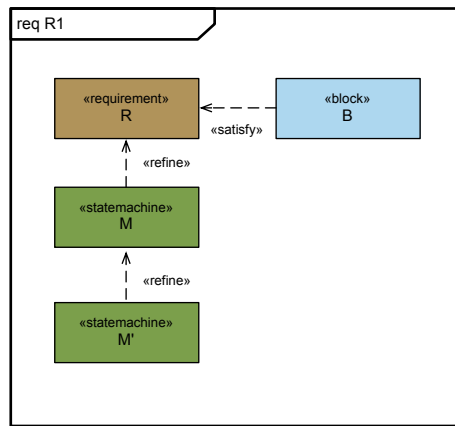 req R1
«requirement»
R
«block»
B
«satisfy»
«refine»
«statemachine»
M
«refine»
«statemachine»
M'